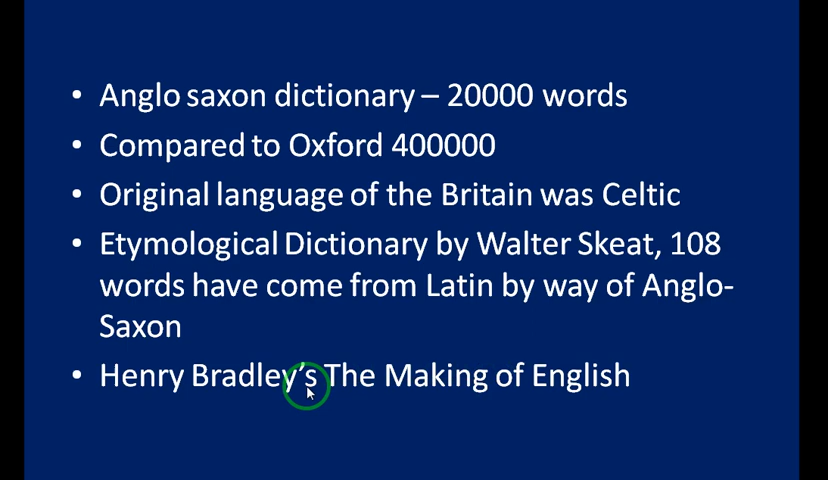 • Anglo saxon dictionary – 20000 words
• Compared to Oxford 400000
• Original language of the Britain was Celtic
• Etymological Dictionary by Walter Skeat, 108
words have come from Latin by way of Anglo-
Saxon
• Henry Bradley’s The Making of English